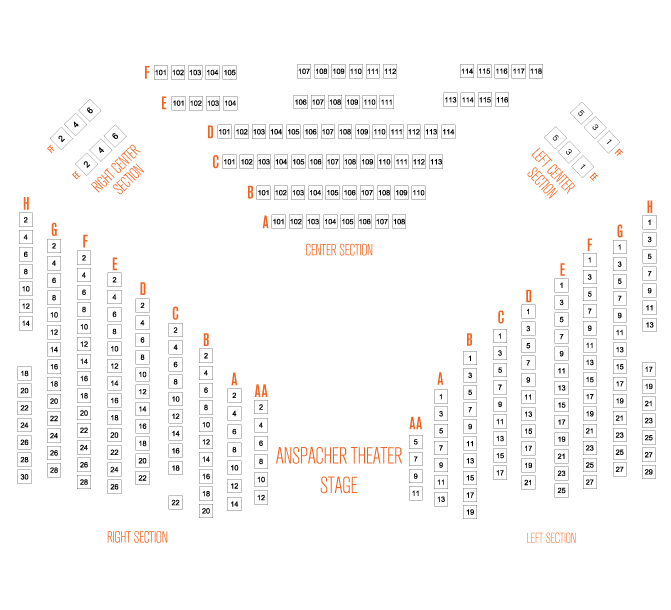 F 101 102 103 104 105 107 108 109 110 111 112 114 115 116 117 118
E 101 102 103 104 106 107 108 109 110 111 113 114 115 116
D 101 102 103 104 105 106 107 108 109 110 111 112 113 114
C 101 102 103 104 105 106 107 108 109 110 111 112 113
B 101 102 103 104 105 106 107 108 109 110
A 101 102 103 104 105 106 107 108
CENTER SECTION
FF 2 4 6
EE 2 4 6
RIGHT CENTER
SECTION
5 3 1 FF
5 3 1 EE
LEFT CENTER
SECTION
H 2 4 6 8 10 12 14 18 20 22 24 26 28 30
G 2 4 6 8 10 12 14 16 18 20 22 24 26 28
F 2 4 6 8 10 12 14 16 18 20 22 24 26 28
E 2 4 6 8 10 12 14 16 18 20 22 24 26
D 2 4 6 8 10 12 14 16 18 20 22
C 2 4 6 8 10 12 14 16 18 22
B 2 4 6 8 10 12 14 16 18 20
A 2 4 6 8 10 12 14
AA 2 4 6 8 10 12
RIGHT SECTION
ANSPACHER THEATER
STAGE
AA 5 7 9 11
A 1 3 5 7 9 11 13
B 1 3 5 7 9 11 13 15 17 19
C 1 3 5 7 9 11 13 15 17
D 1 3 5 7 9 11 13 15 17 19 21
E 1 3 5 7 9 11 13 15 17 19 21 23 25
F 1 3 5 7 9 11 13 15 17 19 21 23 25 27
G 1 3 5 7 9 11 13 15 17 19 21 23 25 27
H 1 3 5 7 9 11 13 17 19 21 23 25 27 29
LEFT SECTION